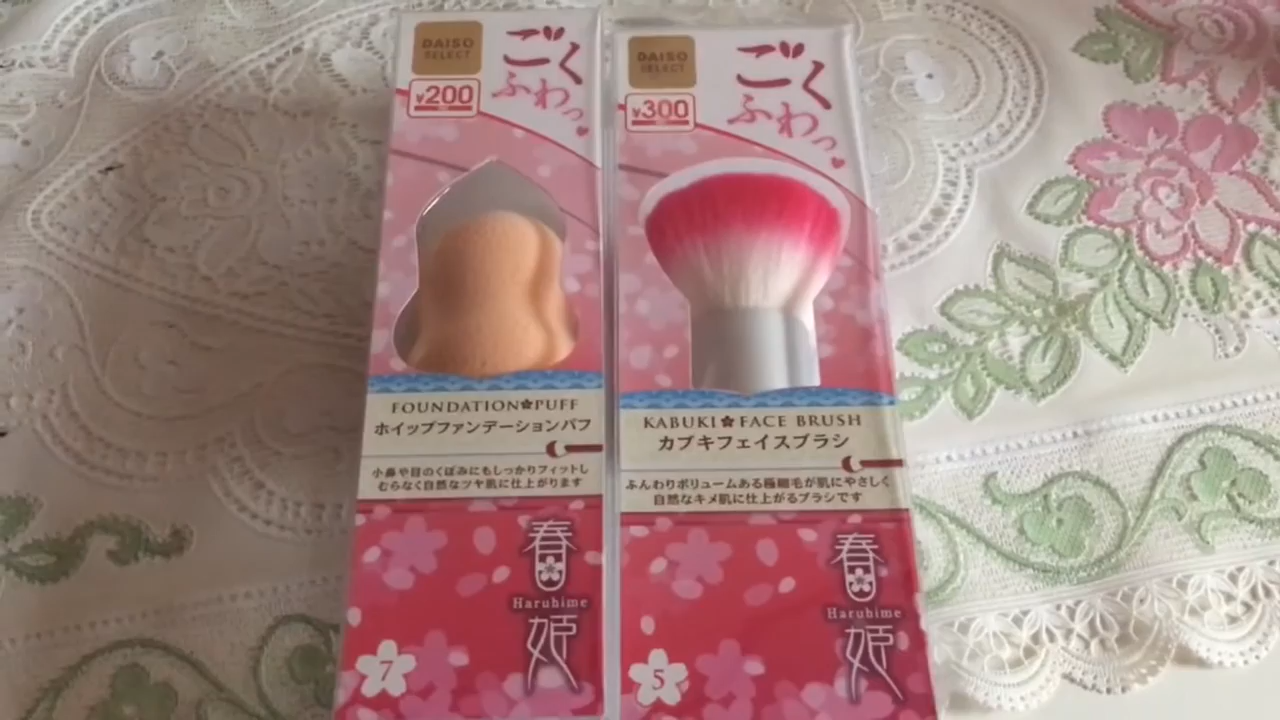 DAISO
SELECT
¥200
ごく
ふわっ
FOUNDATION PUFF
ホイップファンデーションパフ
小鼻や目のくぼみにもしっかりフィットし
むらなく自然なツヤ肌に仕上がります
春
Haruhime
姫
7
DAISO
SELECT
¥300
ごく
ふわっ
KABUKI FACE BRUSH
カブキフェイスブラシ
ふんわりボリュームある極細毛が肌にやさしく
自然なキメ肌に仕上がるブラシです
春
Haruhime
姫
5